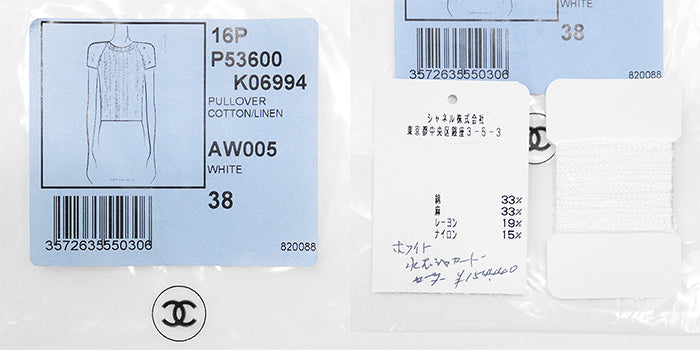 16P
P53600
K06994
PULLOVER
COTTON/LINEN
AW005
WHITE
38
3572635550306
820088
WHITE
38
3572635550306
820088
シャネル株式会社
東京都中央区銀座3-5-3
綿 33%
麻 33%
レーヨン 19%
ナイロン 15%
ホワイト